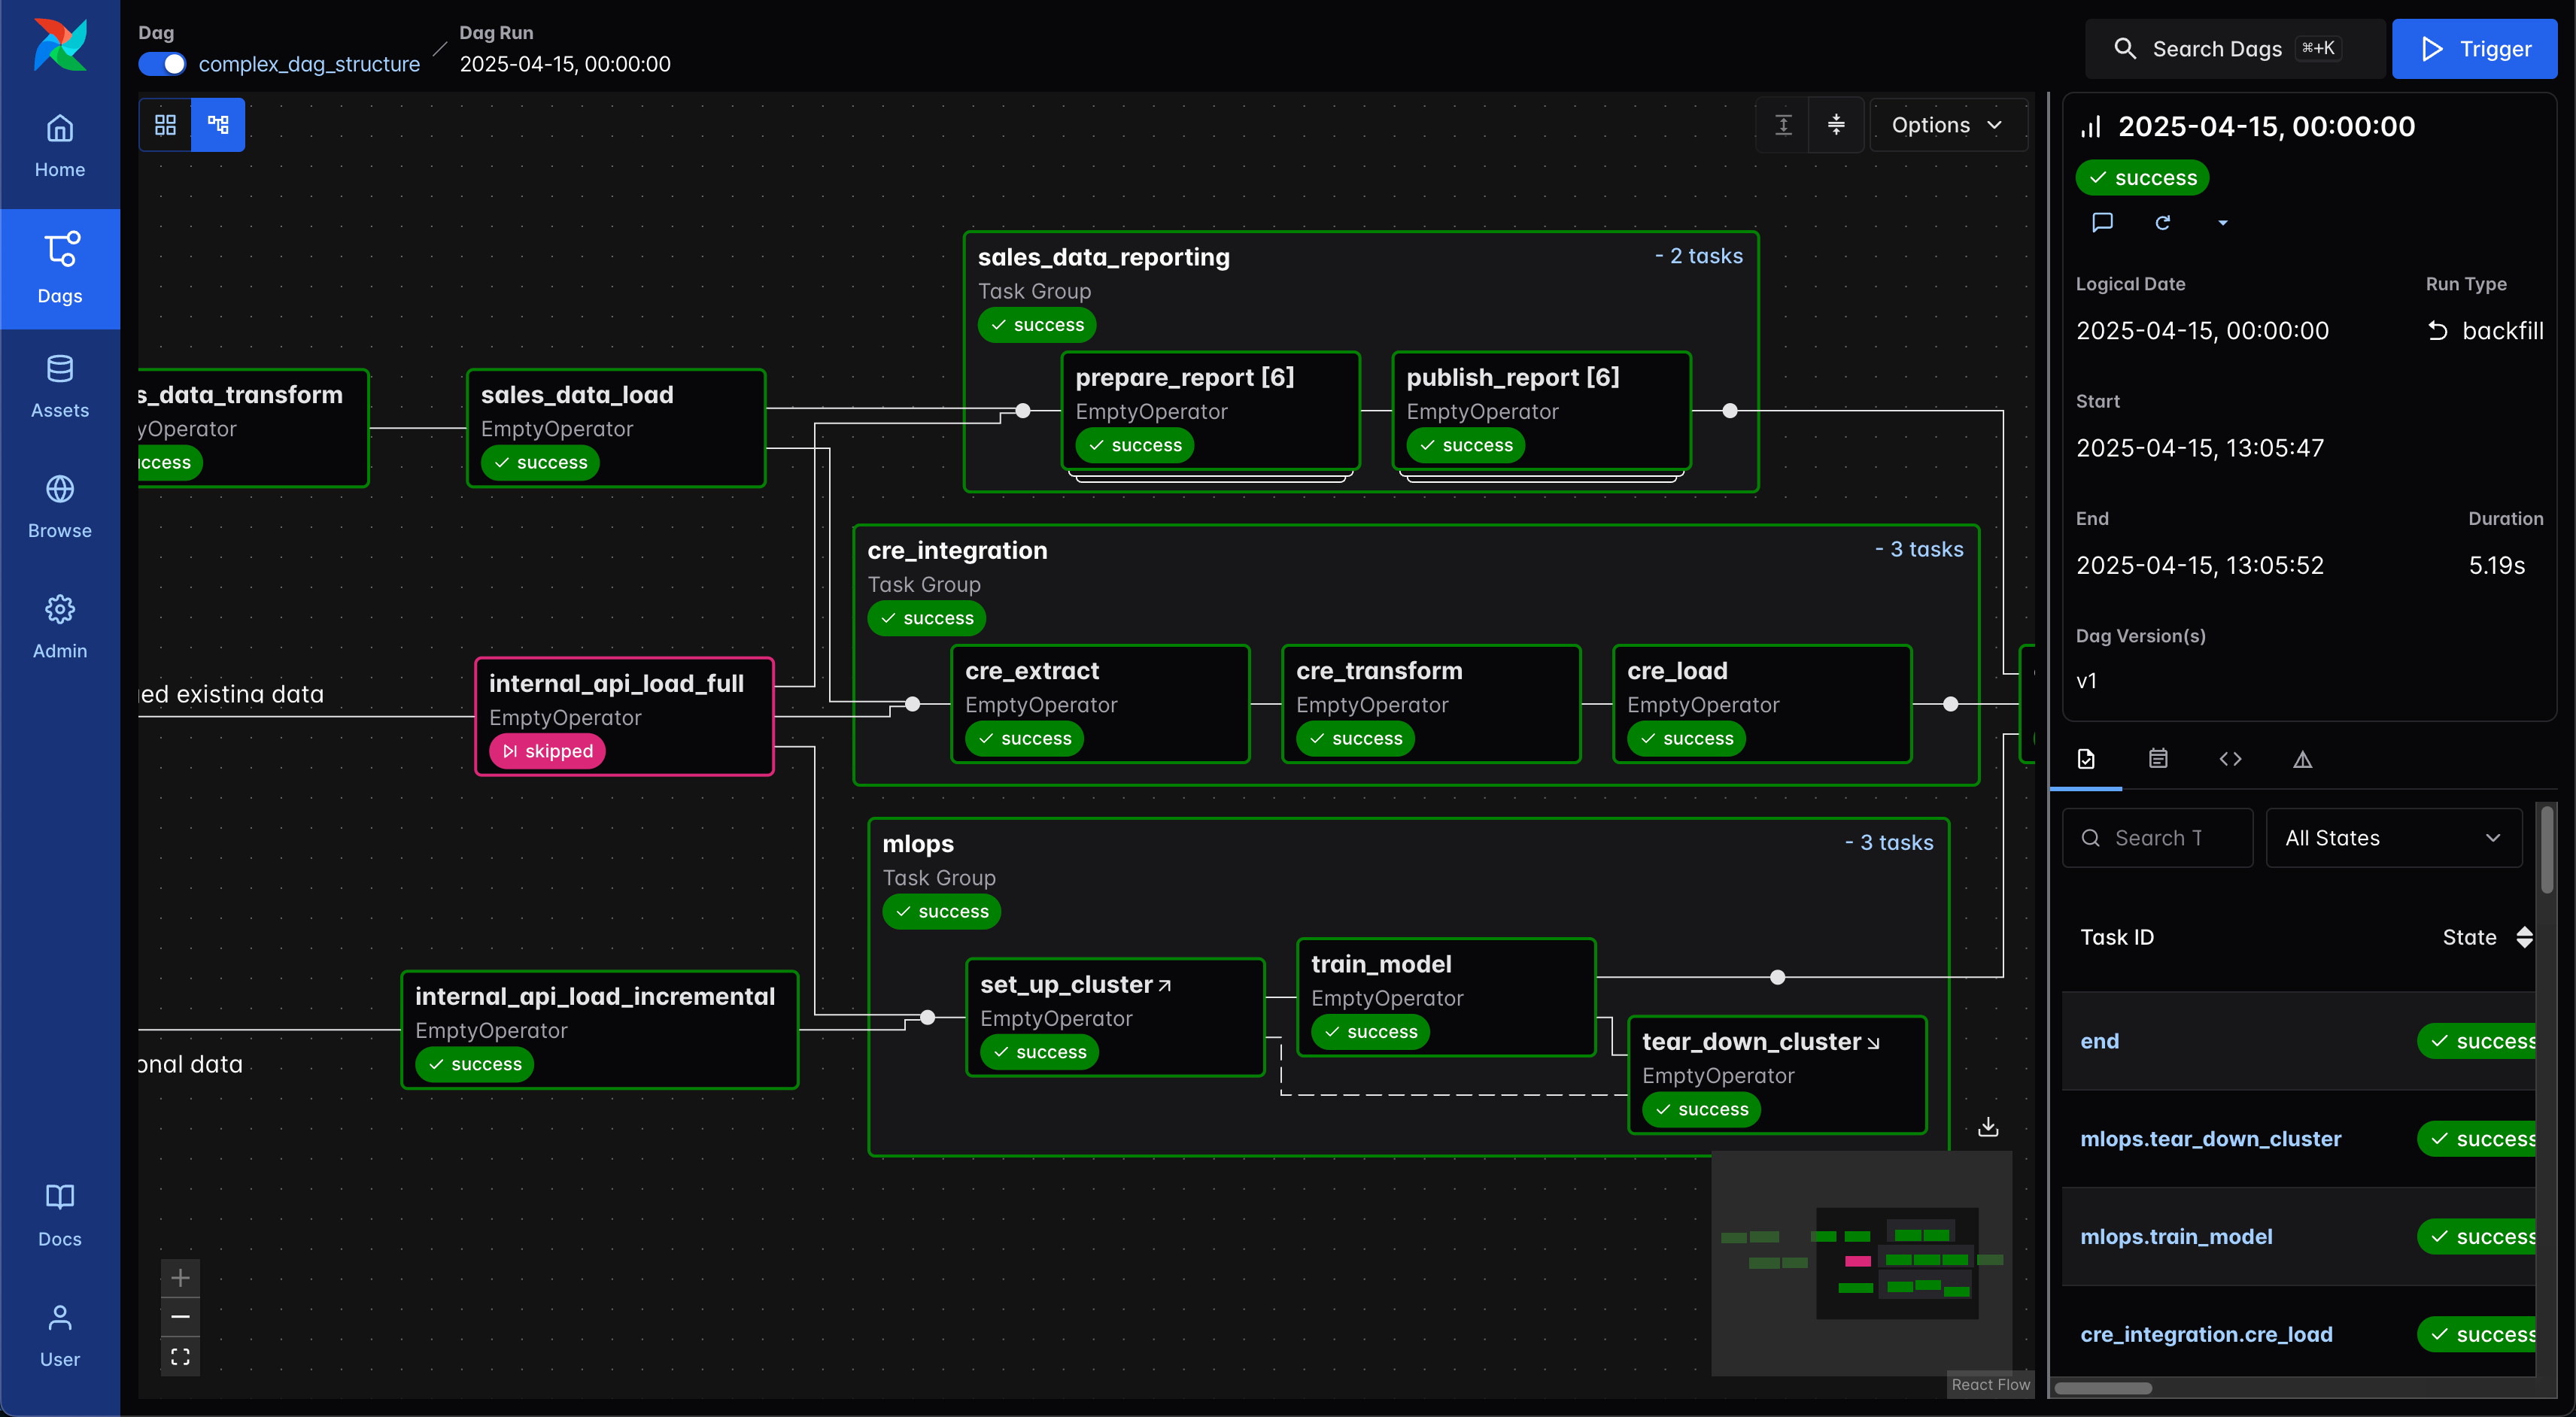 Dag
complex_dag_structure
Dag Run
2025-04-15, 00:00:00
Search Dags ⌘+K
Trigger
Home
Dags
Assets
Browse
Admin
Docs
User
Options
s_data_transform
yOperator
ccess
sales_data_load
EmptyOperator
success
sales_data_reporting
- 2 tasks
Task Group
success
prepare_report [6]
EmptyOperator
success
publish_report [6]
EmptyOperator
success
cre_integration
- 3 tasks
Task Group
success
cre_extract
EmptyOperator
success
cre_transform
EmptyOperator
success
cre_load
EmptyOperator
success
existing data
internal_api_load_full
EmptyOperator
skipped
mlops
- 3 tasks
Task Group
success
set_up_cluster
EmptyOperator
success
train_model
EmptyOperator
success
tear_down_cluster
EmptyOperator
success
internal_api_load_incremental
EmptyOperator
success
onal data
React Flow
2025-04-15, 00:00:00
success
Logical Date
Run Type
2025-04-15, 00:00:00
backfill
Start
2025-04-15, 13:05:47
End
Duration
2025-04-15, 13:05:52
5.19s
Dag Version(s)
v1
Search T
All States
Task ID
State
end
success
mlops.tear_down_cluster
success
mlops.train_model
success
cre_integration.cre_load
success